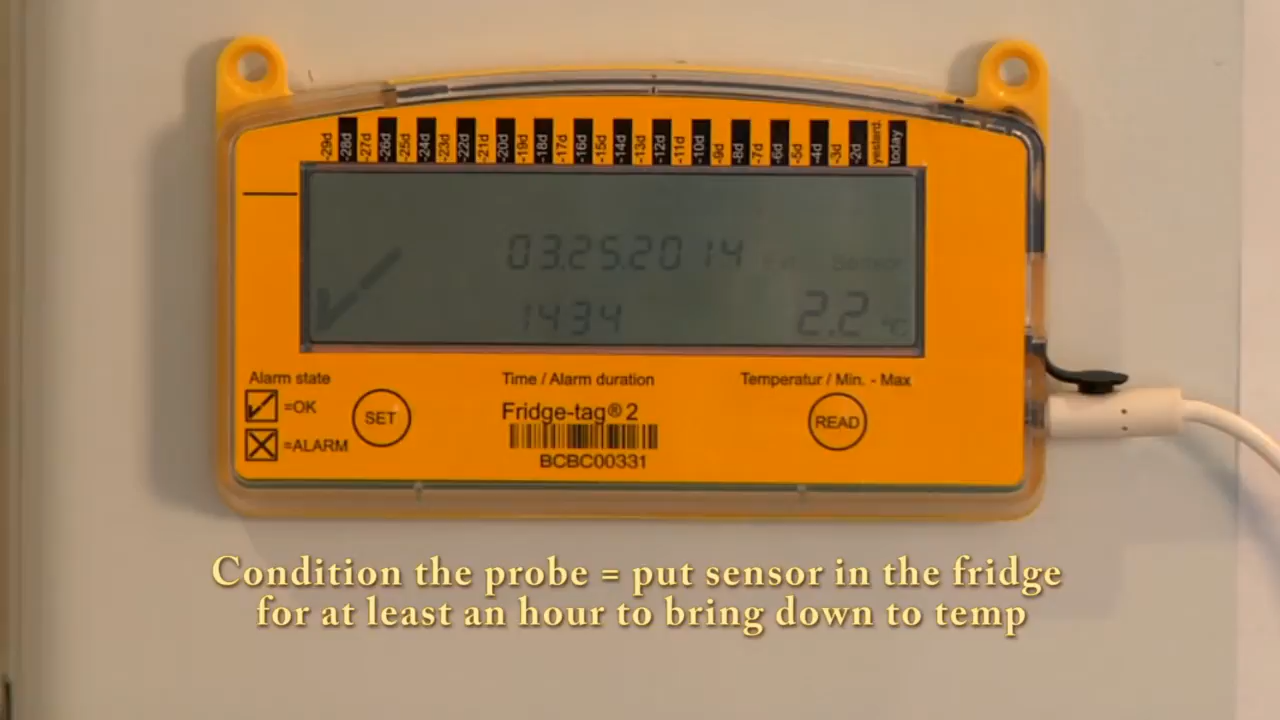 -29d -28d -27d -26d -25d -24d -23d -22d -21d -20d -19d -18d -17d -16d -15d -14d -13d -12d -11d -10d -9d -8d -7d -6d -5d -4d -3d -2d yesterd. today
03.25.2014 Ext Sensor
1434 2.2 °C
Alarm state
=OK
=ALARM
SET
Time / Alarm duration
Fridge-tag® 2
BCBC00331
Temperatur / Min. - Max
READ
Condition the probe = put sensor in the fridge
for at least an hour to bring down to temp